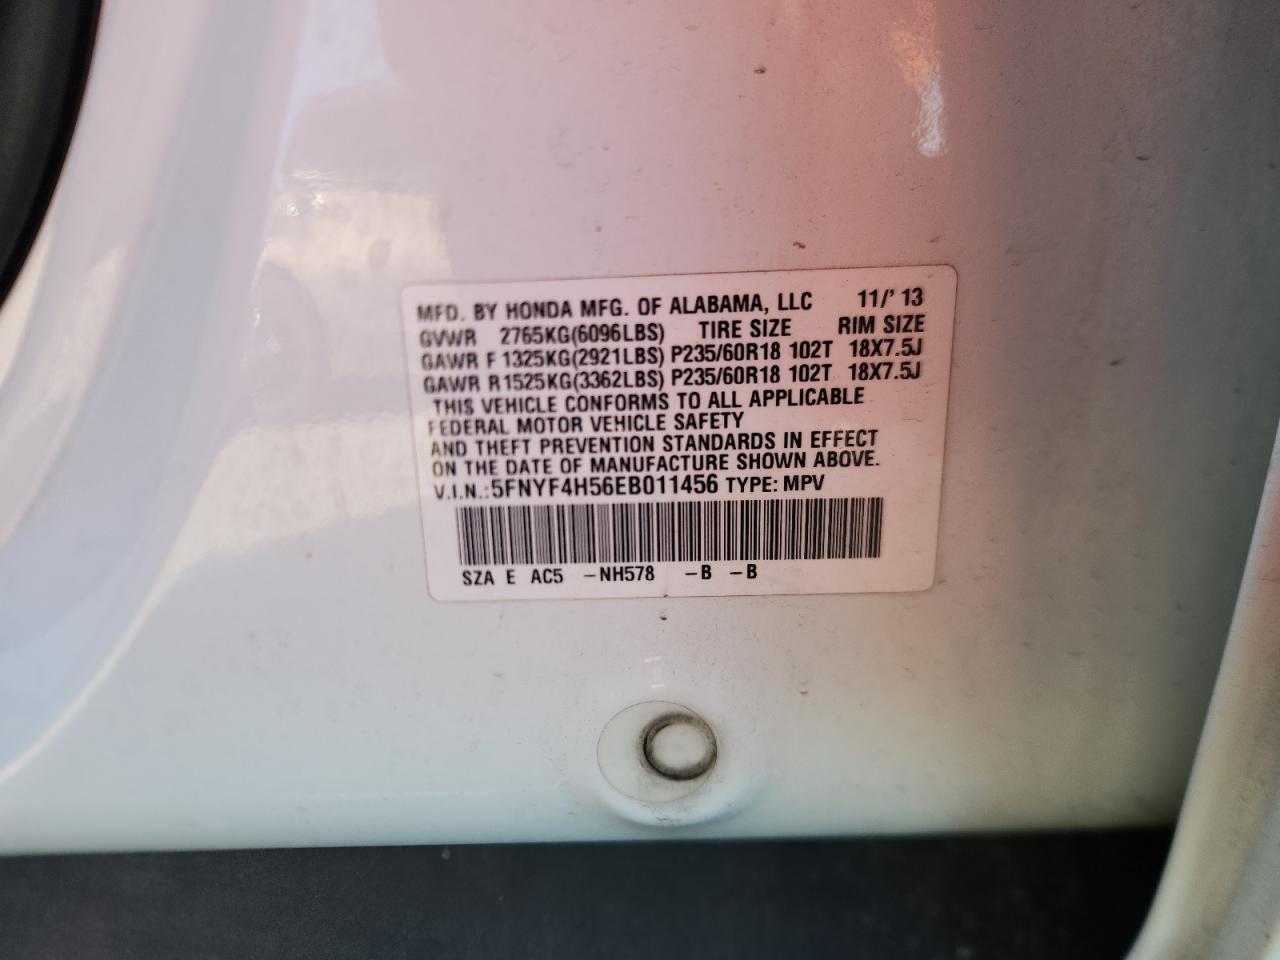 MFD. BY HONDA MFG. OF ALABAMA, LLC 11/' 13
GVWR 2765KG(6096LBS) TIRE SIZE RIM SIZE
GAWR F 1325KG(2921LBS) P235/60R18 102T 18X7.5J
GAWR R 1525KG(3362LBS) P235/60R18 102T 18X7.5J
THIS VEHICLE CONFORMS TO ALL APPLICABLE
FEDERAL MOTOR VEHICLE SAFETY
AND THEFT PREVENTION STANDARDS IN EFFECT
ON THE DATE OF MANUFACTURE SHOWN ABOVE.
V.I.N.:5FNYF4H56EB011456 TYPE: MPV
SZA E AC5 -NH578 -B -B